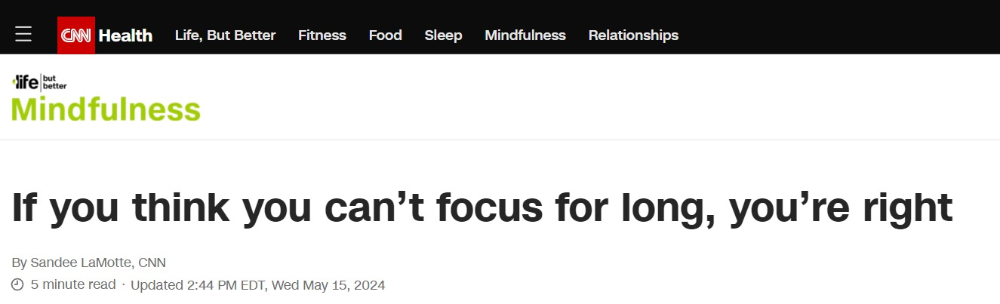 CNN Health Life, But Better Fitness Food Sleep Mindfulness Relationships
life but better
Mindfulness
If you think you can’t focus for long, you’re right
By Sandee LaMotte, CNN
5 minute read · Updated 2:44 PM EDT, Wed May 15, 2024